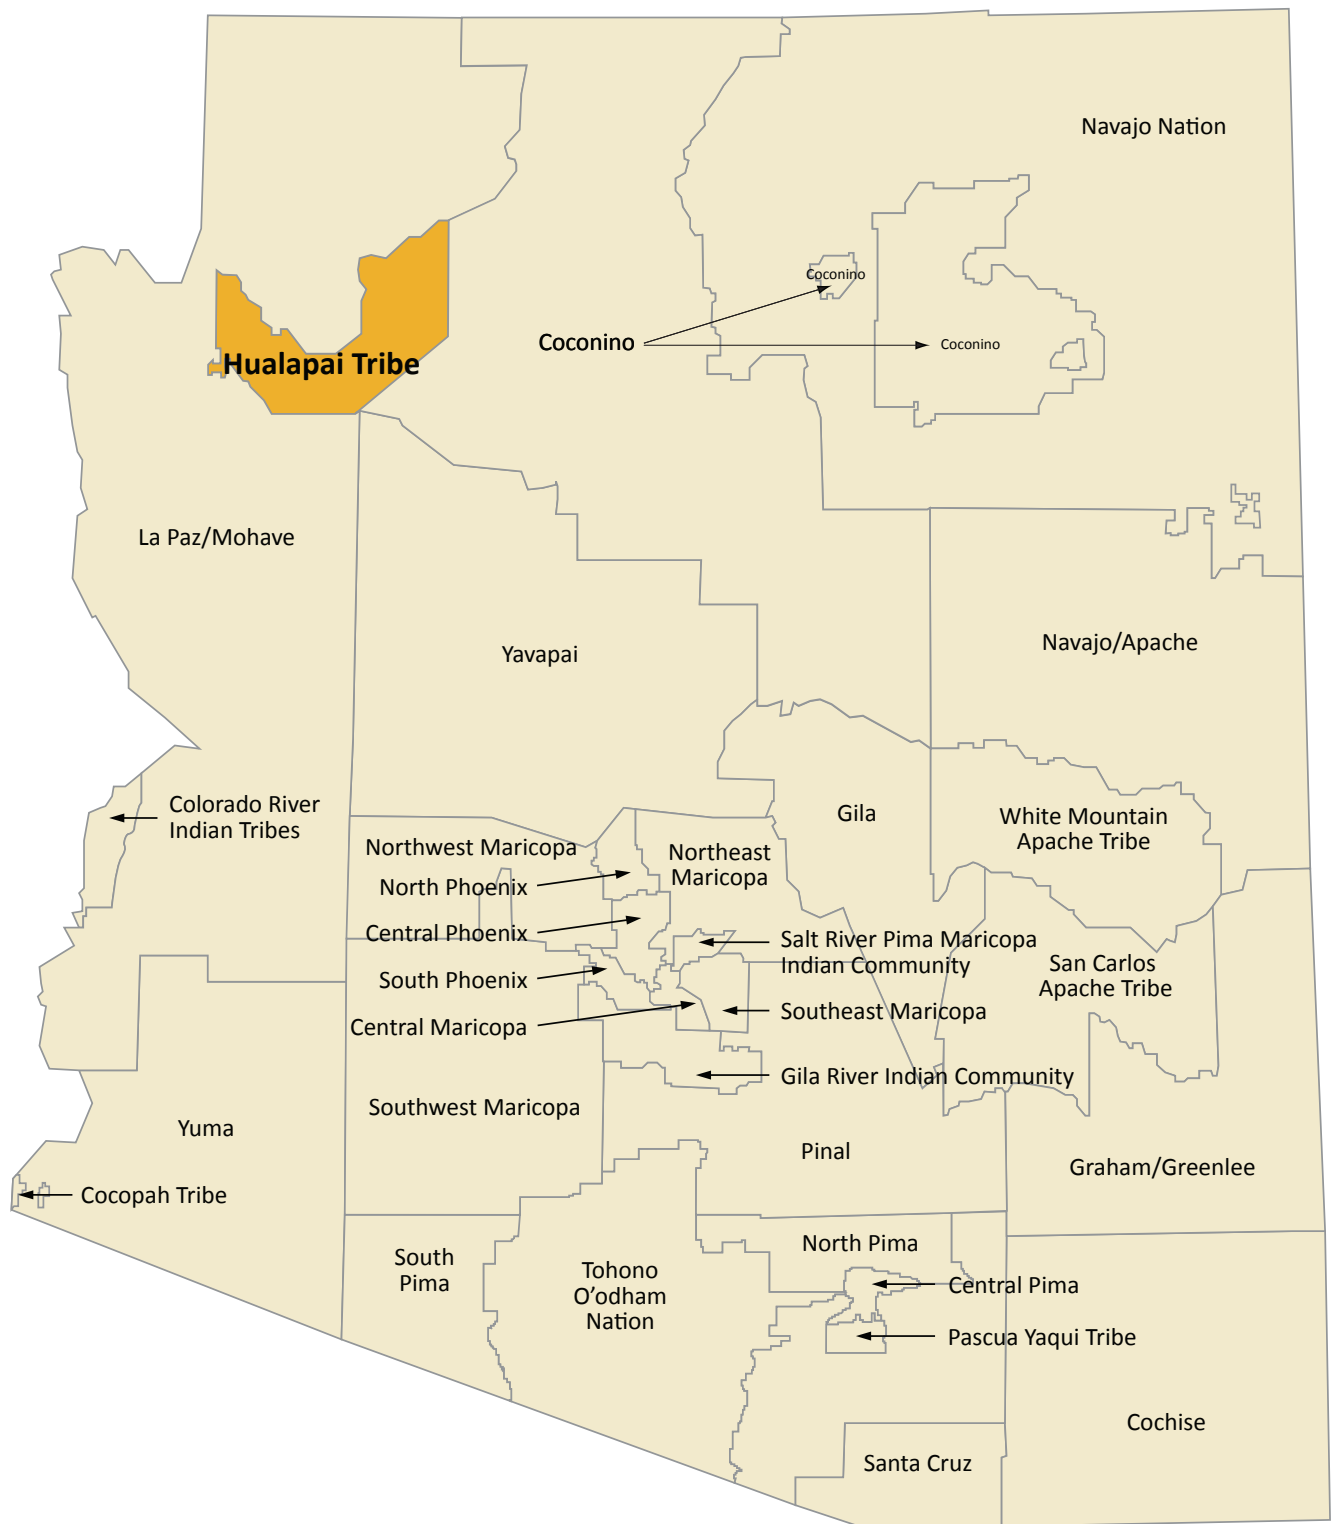 Navajo Nation
Coconino
Coconino
Coconino
Hualapai Tribe
La Paz/Mohave
Yavapai
Navajo/Apache
Colorado River
Indian Tribes
Gila
White Mountain
Apache Tribe
Northwest Maricopa
Northeast
Maricopa
North Phoenix
Central Phoenix
Salt River Pima Maricopa
Indian Community
San Carlos
Apache Tribe
South Phoenix
Southeast Maricopa
Central Maricopa
Gila River Indian Community
Southwest Maricopa
Yuma
Pinal
Graham/Greenlee
Cocopah Tribe
North Pima
South
Pima
Tohono
O’odham
Nation
Central Pima
Pascua Yaqui Tribe
Cochise
Santa Cruz